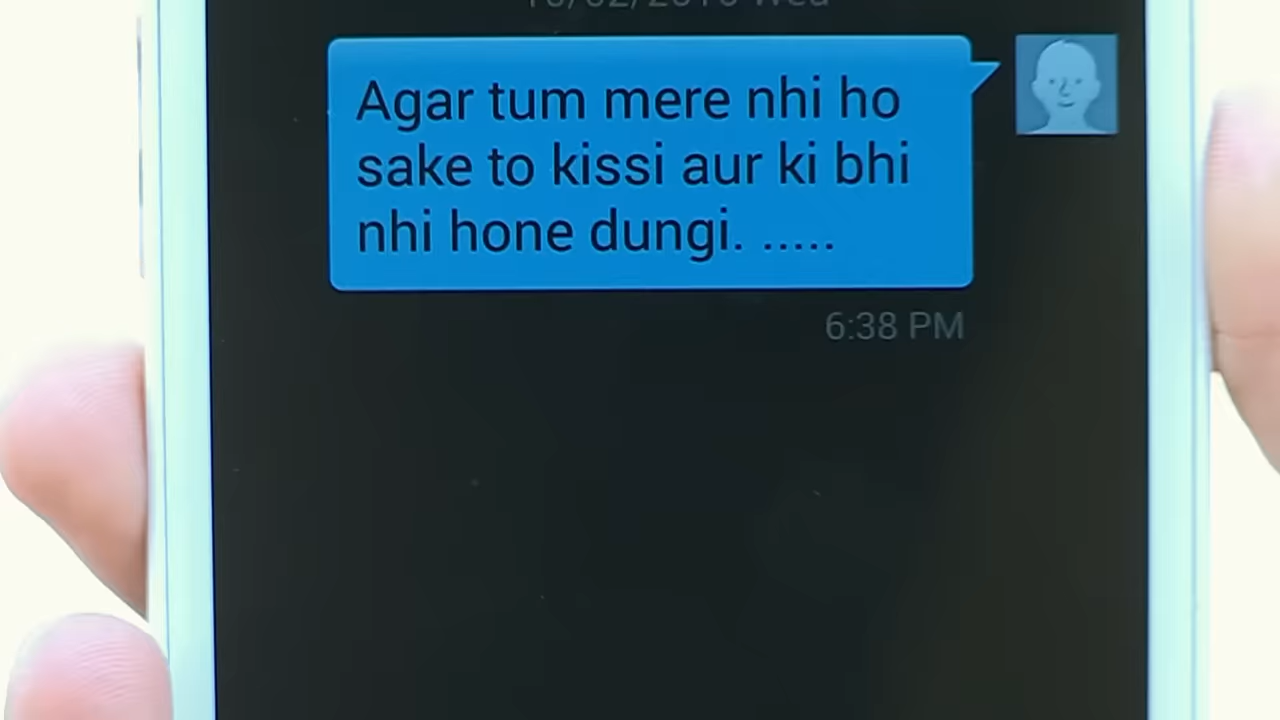 Agar tum mere nhi ho
sake to kissi aur ki bhi
nhi hone dungi. .....
6:38 PM